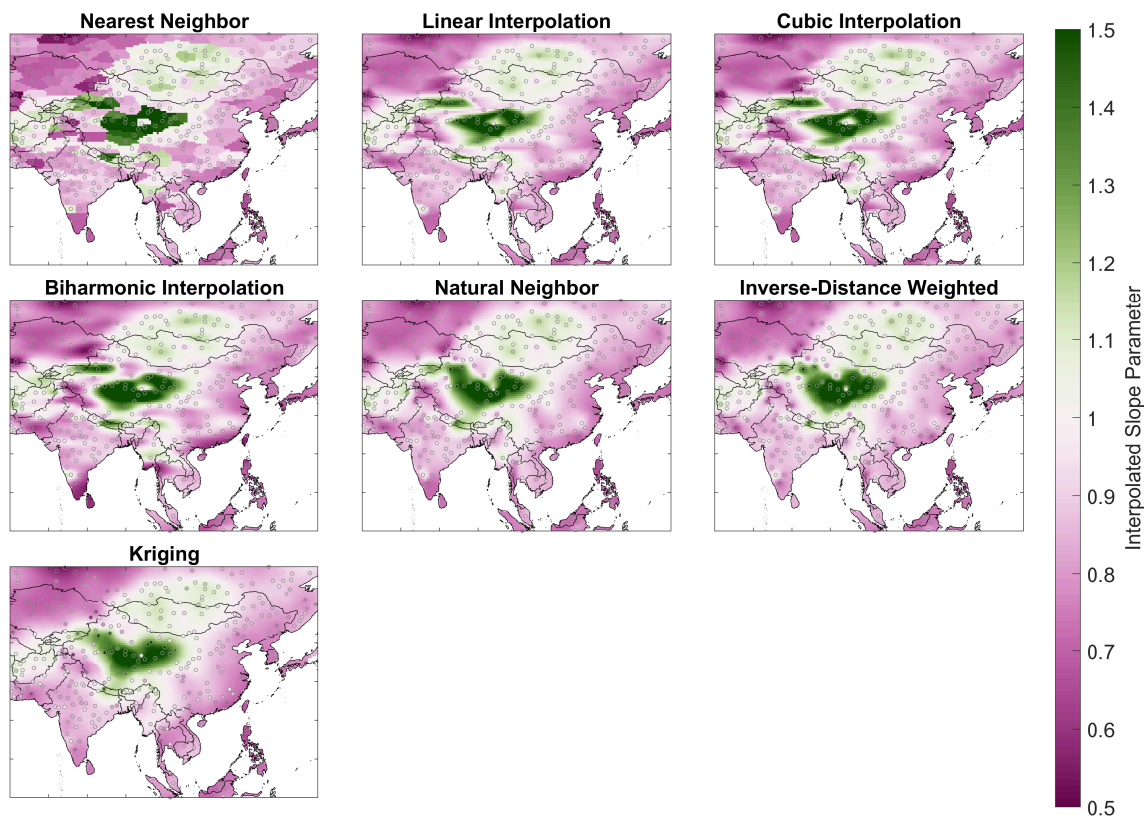 Nearest Neighbor
Linear Interpolation
Cubic Interpolation
Biharmonic Interpolation
Natural Neighbor
Inverse-Distance Weighted
Kriging
1.5
1.4
1.3
1.2
1.1
1
0.9
0.8
0.7
0.6
0.5
Interpolated Slope Parameter